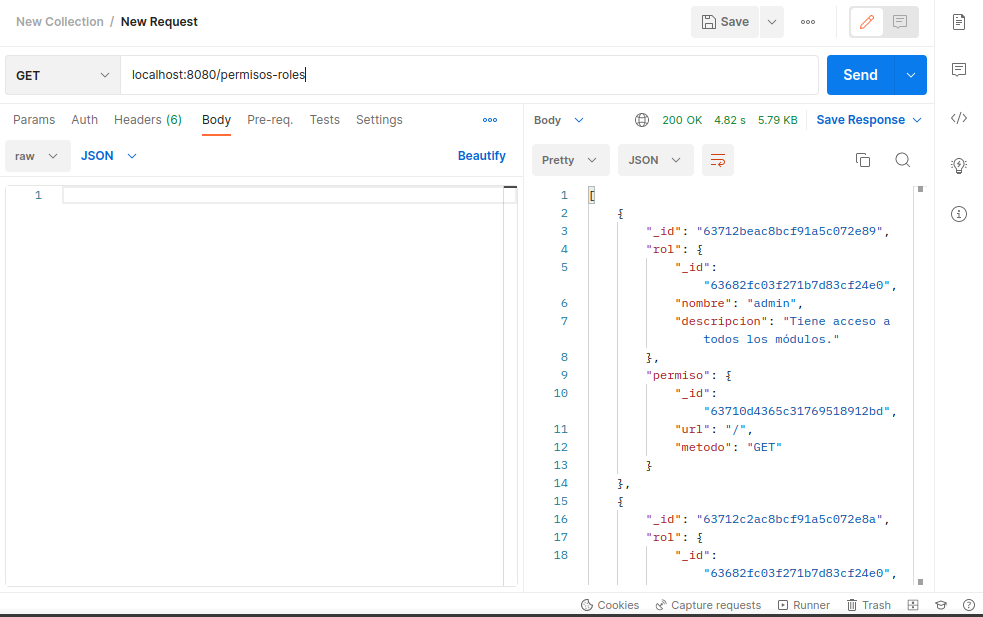 New Collection / New Request
Save
GET
localhost:8080/permisos-roles
Send
Params Auth Headers (6) Body Pre-req. Tests Settings
raw JSON Beautify
1
Body 200 OK 4.82 s 5.79 KB Save Response
Pretty JSON
1 [
2 {
3 "_id": "63712beac8bcf91a5c072e89",
4 "rol": {
5 "_id":
"63682fc03f271b7d83cf24e0",
6 "nombre": "admin",
7 "descripcion": "Tiene acceso a
todos los módulos."
8 },
9 "permiso": {
10 "_id":
"63710d4365c31769518912bd",
11 "url": "/",
12 "metodo": "GET"
13 }
14 },
15 {
16 "_id": "63712c2ac8bcf91a5c072e8a",
17 "rol": {
18 "_id":
"63682fc03f271b7d83cf24e0",
Cookies Capture requests Runner Trash